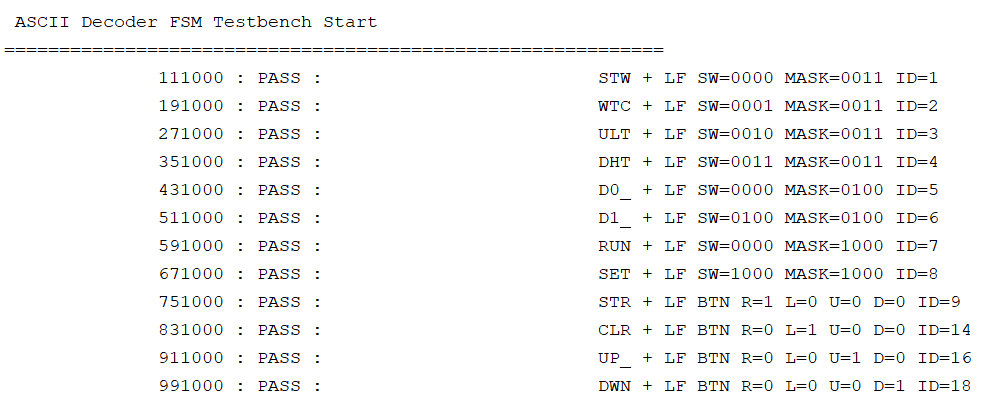 ASCII Decoder FSM Testbench Start
============================================================
111000 : PASS : STW + LF SW=0000 MASK=0011 ID=1
191000 : PASS : WTC + LF SW=0001 MASK=0011 ID=2
271000 : PASS : ULT + LF SW=0010 MASK=0011 ID=3
351000 : PASS : DHT + LF SW=0011 MASK=0011 ID=4
431000 : PASS : D0_ + LF SW=0000 MASK=0100 ID=5
511000 : PASS : D1_ + LF SW=0100 MASK=0100 ID=6
591000 : PASS : RUN + LF SW=0000 MASK=1000 ID=7
671000 : PASS : SET + LF SW=1000 MASK=1000 ID=8
751000 : PASS : STR + LF BTN R=1 L=0 U=0 D=0 ID=9
831000 : PASS : CLR + LF BTN R=0 L=1 U=0 D=0 ID=14
911000 : PASS : UP_ + LF BTN R=0 L=0 U=1 D=0 ID=16
991000 : PASS : DWN + LF BTN R=0 L=0 U=0 D=1 ID=18